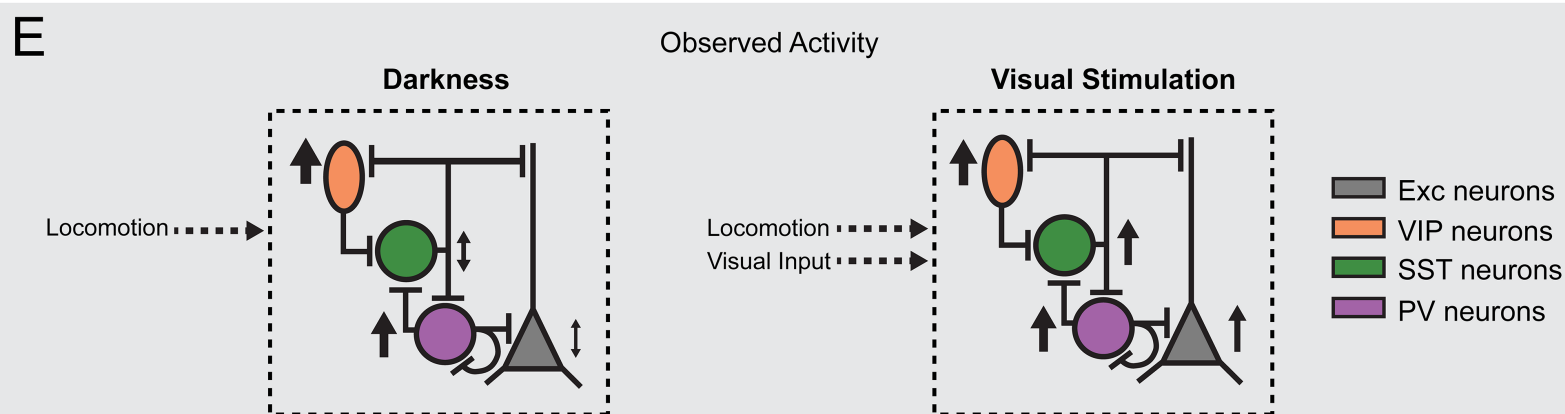 E
Observed Activity
Darkness
Visual Stimulation
Locomotion
Locomotion
Visual Input
Exc neurons
VIP neurons
SST neurons
PV neurons